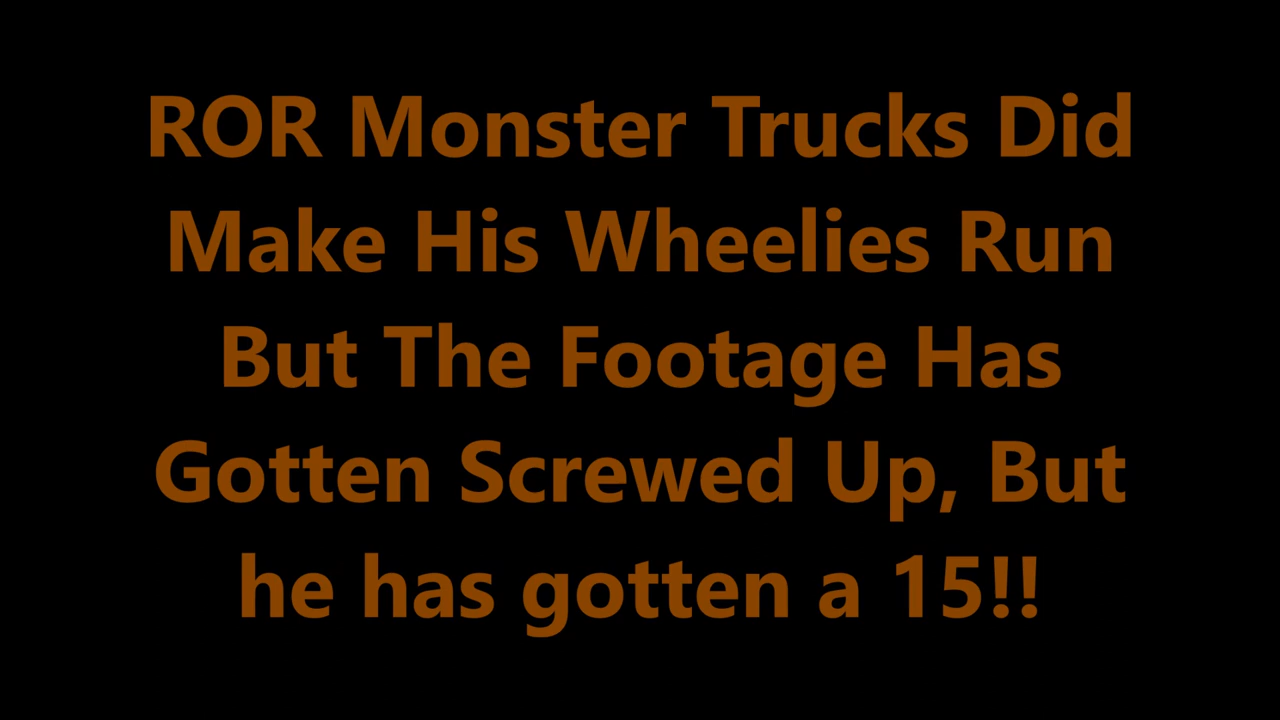 ROR Monster Trucks Did
Make His Wheelies Run
But The Footage Has
Gotten Screwed Up, But
he has gotten a 15!!